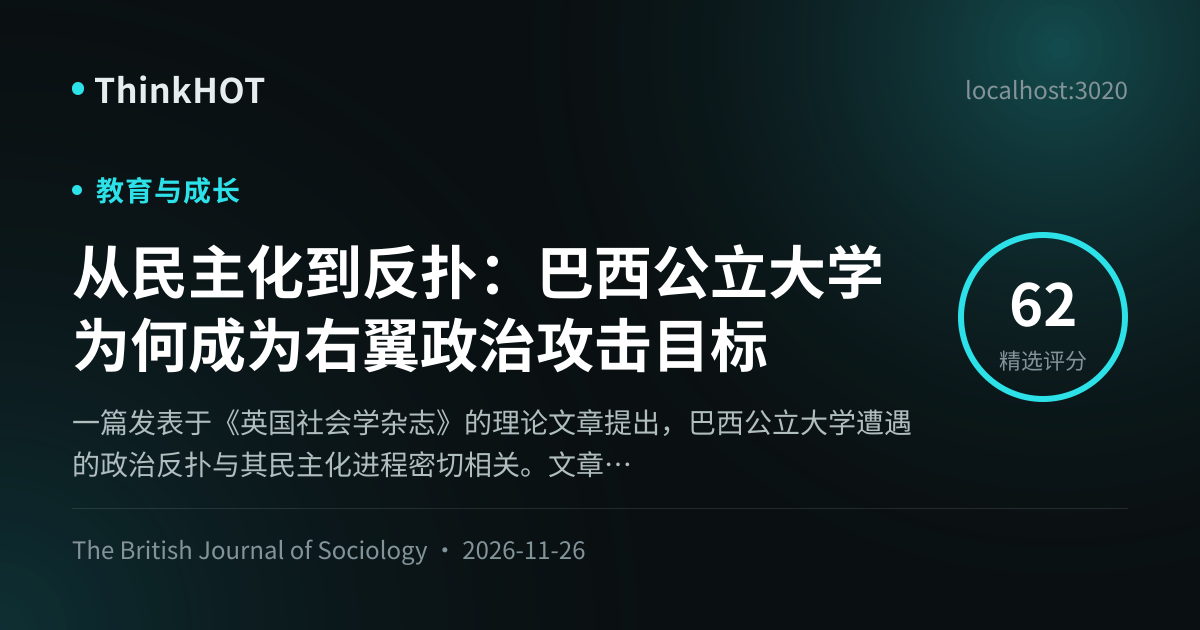 ThinkHOT
localhost:3020
教育与成长
从民主化到反扑：巴西公立大学
为何成为右翼政治攻击目标
62
精选评分
一篇发表于《英国社会学杂志》的理论文章提出，巴西公立大学遭遇
的政治反扑与其民主化进程密切相关。文章…
The British Journal of Sociology • 2026-11-26